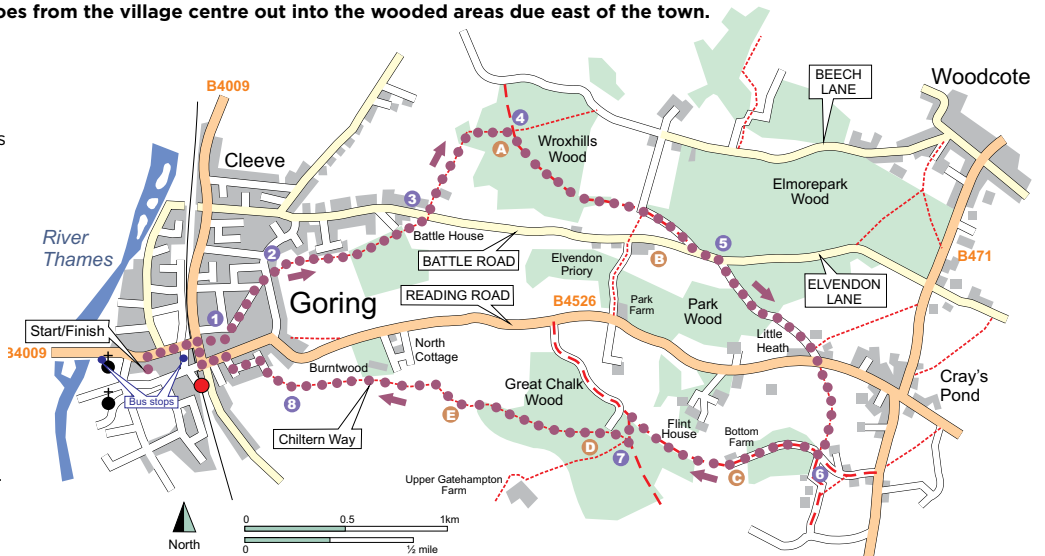 oes from the village centre out into the wooded areas due east of the town.
s
.
B4009
Woodcote
BEECH
LANE
4
Cleeve
A
Wroxhills
Wood
Elmorepark
Wood
3
River
Thames
Battle House
BATTLE ROAD
2
5
B
B471
Elvendon
Priory
ELVENDON
LANE
Goring
READING ROAD
B4526
Park
Farm
Park
Wood
1
Start/Finish
B4009
Little
Heath
North
Cottage
Burntwood
Cray's
Pond
Bus stops
Great Chalk
Wood
8
E
Flint
House
Bottom
Farm
Chiltern Way
D
7
C
6
Upper Gatehampton
Farm
North
0 0.5 1km
0 ½ mile